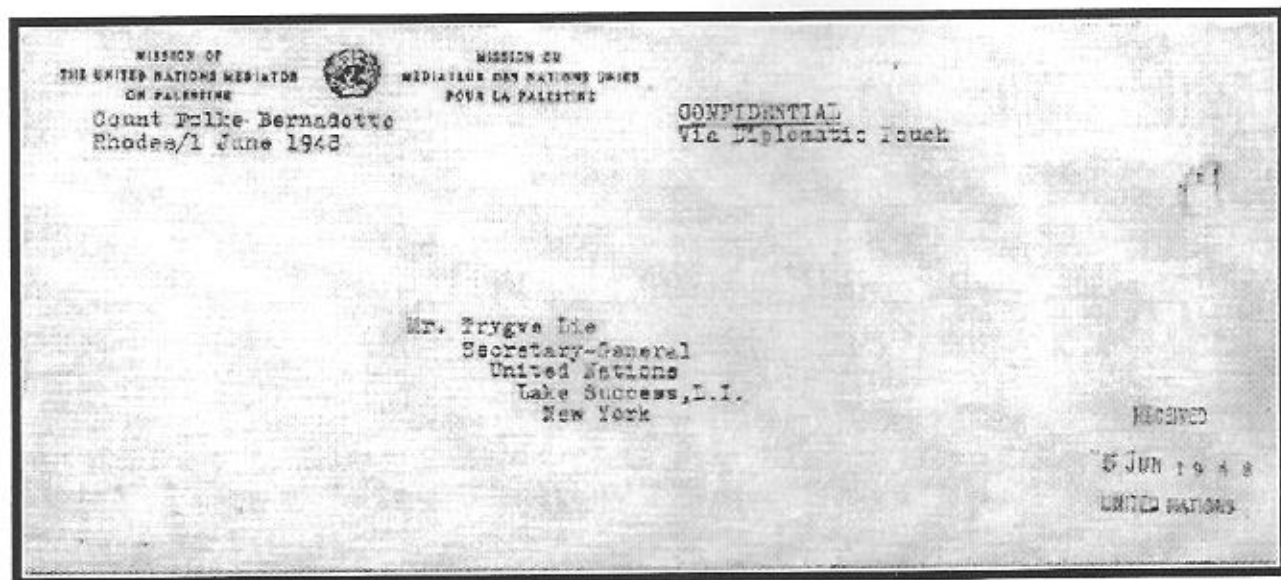 MISSION OF
THE UNITED NATIONS MEDIATOR
ON PALESTINE
MISSION DU
MEDIATEUR DES NATIONS UNIES
POUR LA PALESTINE
Count Folke Bernadotte
Rhodes/1 June 1948
CONFIDENTIAL
Via Diplomatic Pouch
Mr. Trygve Lie
Secretary-General
United Nations
Lake Success,L.I.
New York
RECEIVED
5 JUN 1948
UNITED NATIONS